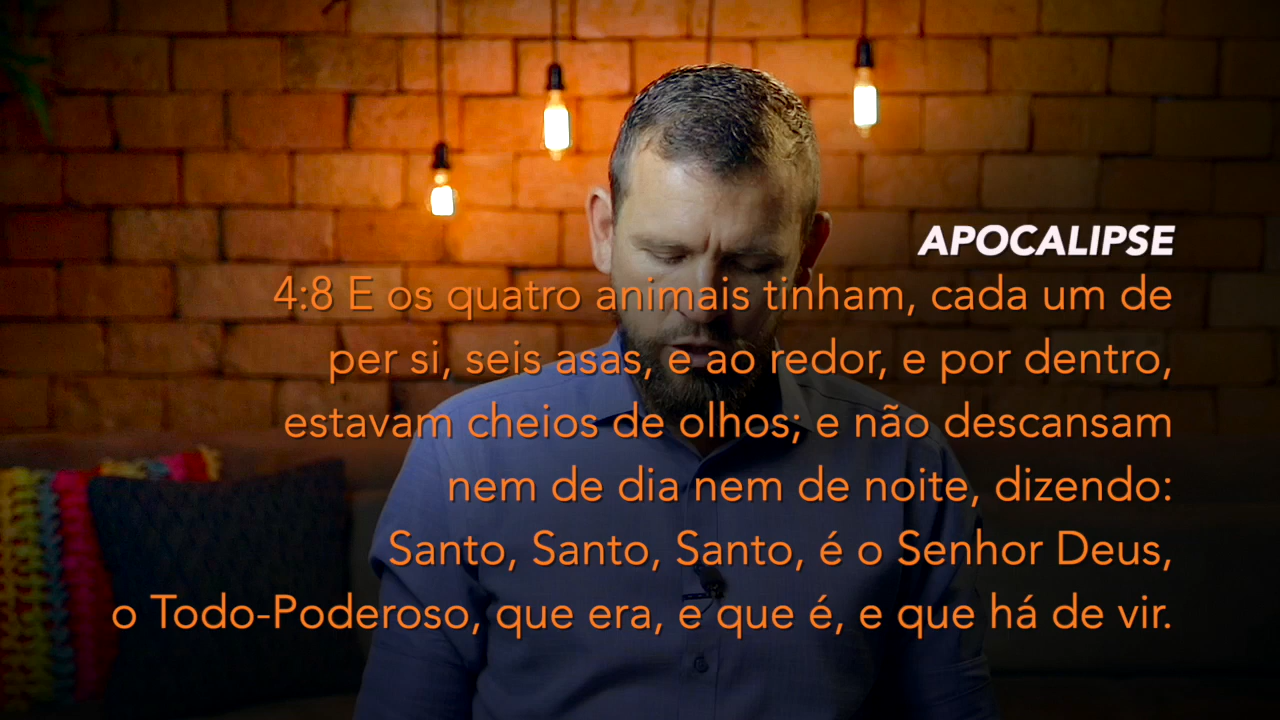 APOCALIPSE
4:8 E os quatro animais tinham, cada um de
per si, seis asas, e ao redor, e por dentro,
estavam cheios de olhos; e não descansam
nem de dia nem de noite, dizendo:
Santo, Santo, Santo, é o Senhor Deus,
o Todo-Poderoso, que era, e que é, e que há de vir.